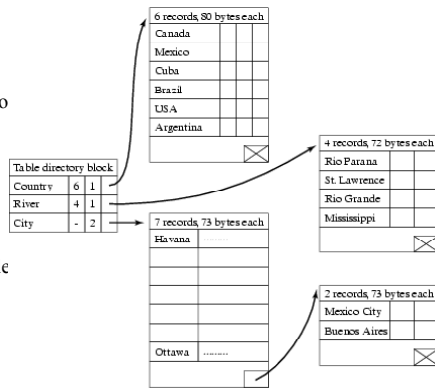 6 records, 80 bytes each
Canada
Mexico
Cuba
Brazil
USA
Argentina
4 records, 72 bytes each
Rio Parana
St. Lawrence
Rio Grande
Mississippi
Table directory block
Country 6 1
River 4 1
City - 2
7 records, 73 bytes each
Havana ........
Ottawa ........
2 records, 73 bytes each
Mexico City
Buenos Aires